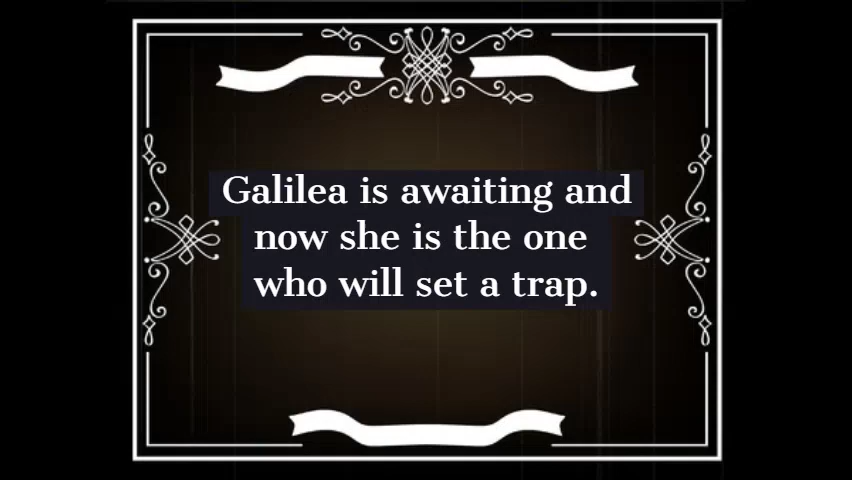 Galilea is awaiting and
now she is the one
who will set a trap.